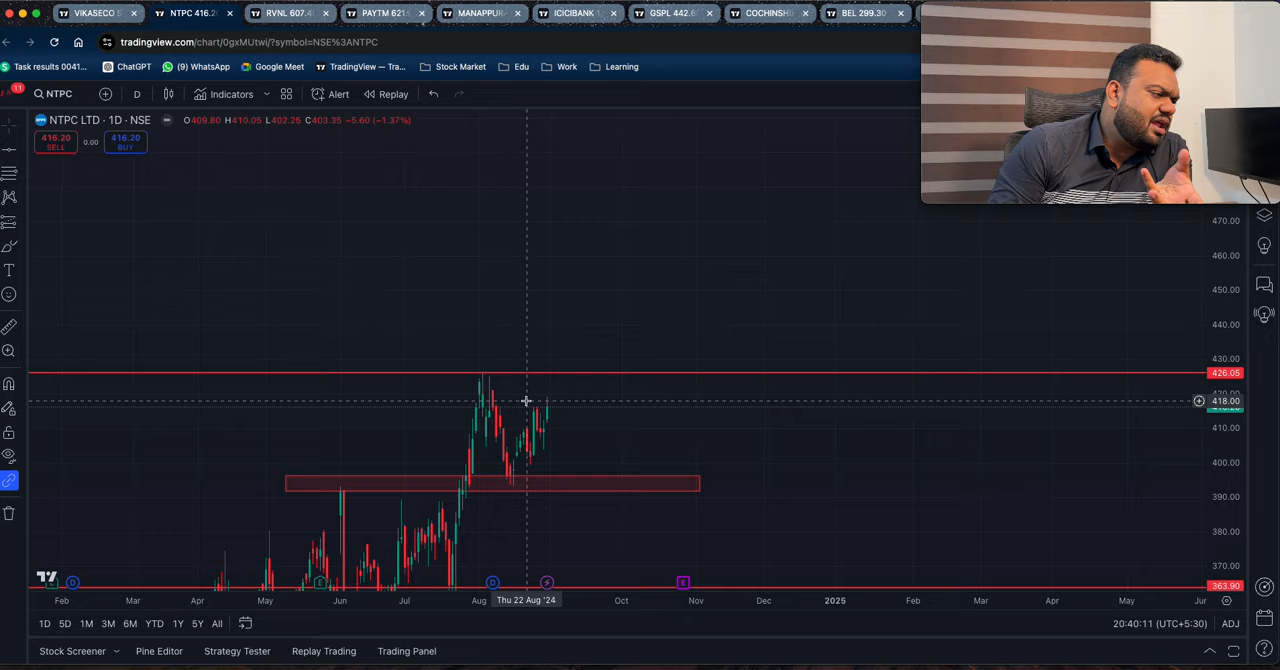 VIKASECO S
NTPC 416.2
RVNL 607.4
PAYTM 621.
MANAPPUR
ICICIBANK 1
GSPL 442.6
COCHINSH
BEL 299.30
tradingview.com/chart/0gxMUtwi/?symbol=NSE%3ANTPC
Task results 0041...
ChatGPT
(9) WhatsApp
Google Meet
TradingView — Tra...
Stock Market
Edu
Work
Learning
11
NTPC
D
Indicators
Alert
Replay
NTPC LTD · 1D · NSE
O409.80 H410.05 L402.25 C403.35 −5.60 (−1.37%)
416.20
SELL
0.00
416.20
BUY
470.00
460.00
450.00
440.00
430.00
426.05
418.00
410.00
400.00
390.00
380.00
370.00
363.90
D
E
D
E
Feb
Mar
Apr
May
Jun
Jul
Aug
Thu 22 Aug '24
Oct
Nov
Dec
2025
Feb
Mar
Apr
May
Jul
1D
5D
1M
3M
6M
YTD
1Y
5Y
All
20:40:11 (UTC+5:30)
ADJ
Stock Screener
Pine Editor
Strategy Tester
Replay Trading
Trading Panel